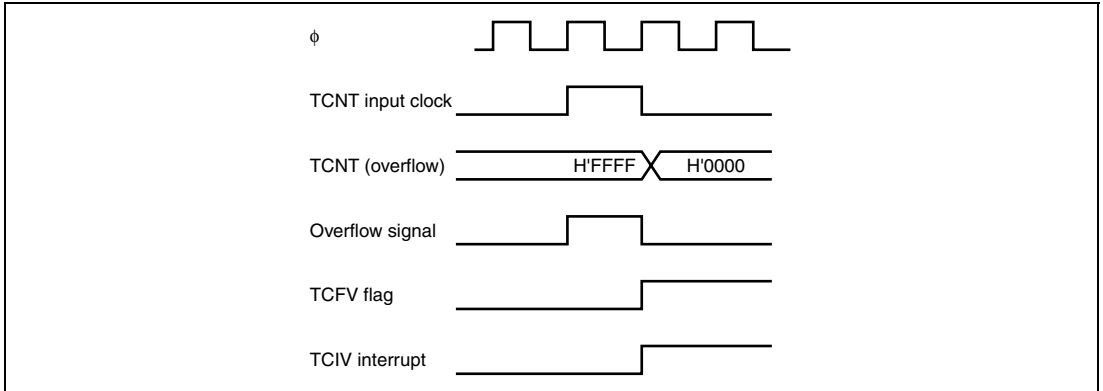 ϕ
TCNT input clock
TCNT (overflow) H'FFFF H'0000
Overflow signal
TCFV flag
TCIV interrupt